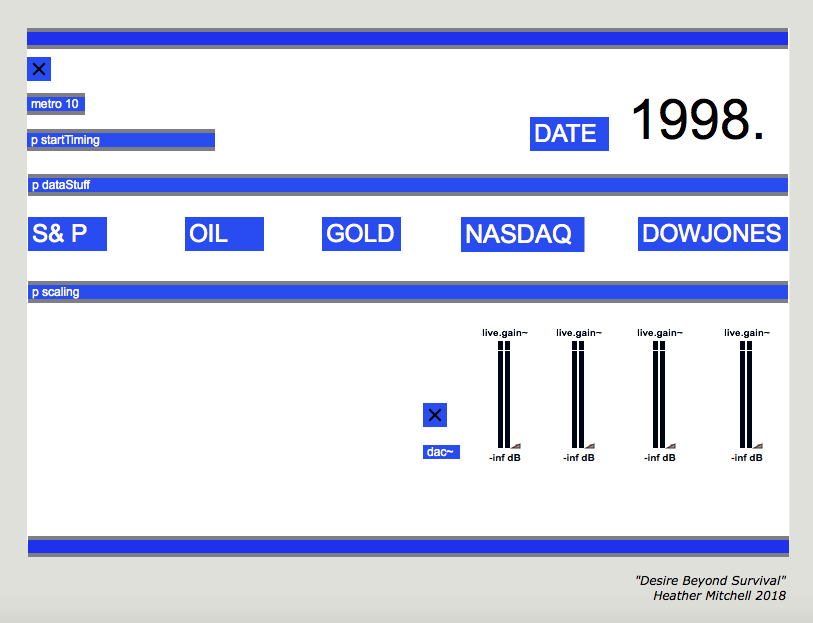 metro 10
p startTiming
DATE 1998.
p dataStuff
S& P OIL GOLD NASDAQ DOWJONES
p scaling
live.gain~ live.gain~ live.gain~ live.gain~
dac~
-inf dB -inf dB -inf dB -inf dB
"Desire Beyond Survival"
Heather Mitchell 2018